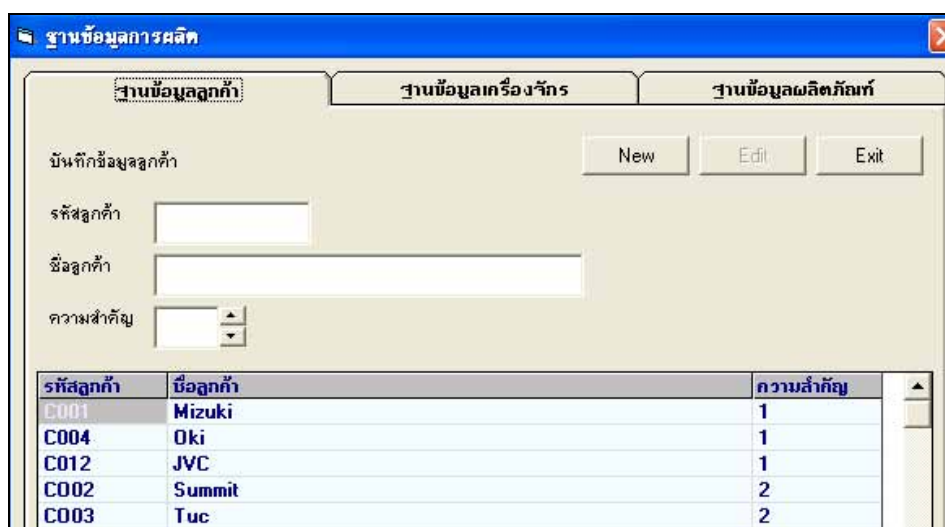 ฐานข้อมูลการผลิต
ฐานข้อมูลลูกค้า ฐานข้อมูลเครื่องจักร ฐานข้อมูลผลิตภัณฑ์
บันทึกข้อมูลลูกค้า New Edit Exit
รหัสลูกค้า
ชื่อลูกค้า
ความสำคัญ
รหัสลูกค้า ชื่อลูกค้า ความสำคัญ
C001 Mizuki 1
C004 Oki 1
C012 JVC 1
C002 Summit 2
C003 Tuc 2